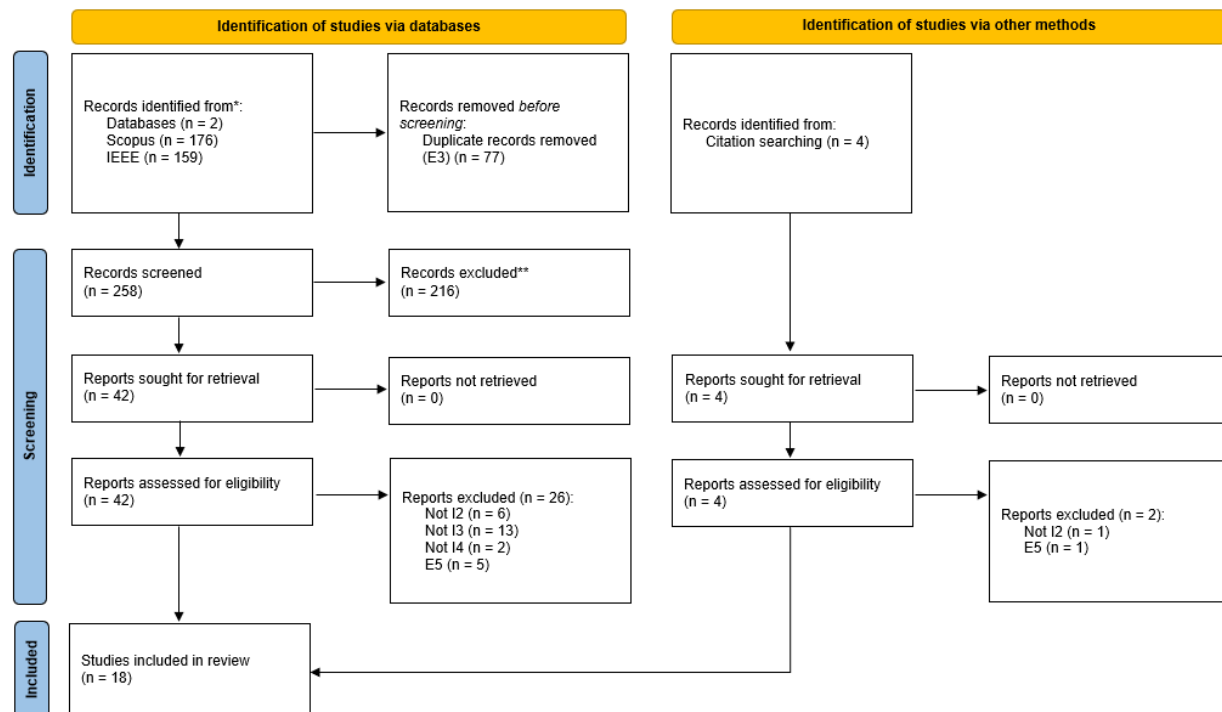 Identification of studies via databases
Identification of studies via other methods
Identification
Records identified from*:
Databases (n = 2)
Scopus (n = 176)
IEEE (n = 159)
Records removed before
screening:
Duplicate records removed
(E3) (n = 77)
Records identified from:
Citation searching (n = 4)
Screening
Records screened
(n = 258)
Records excluded**
(n = 216)
Reports sought for retrieval
(n = 42)
Reports not retrieved
(n = 0)
Reports sought for retrieval
(n = 4)
Reports not retrieved
(n = 0)
Reports assessed for eligibility
(n = 42)
Reports excluded (n = 26):
Not I2 (n = 6)
Not I3 (n = 13)
Not I4 (n = 2)
E5 (n = 5)
Reports assessed for eligibility
(n = 4)
Reports excluded (n = 2):
Not I2 (n = 1)
E5 (n = 1)
Included
Studies included in review
(n = 18)